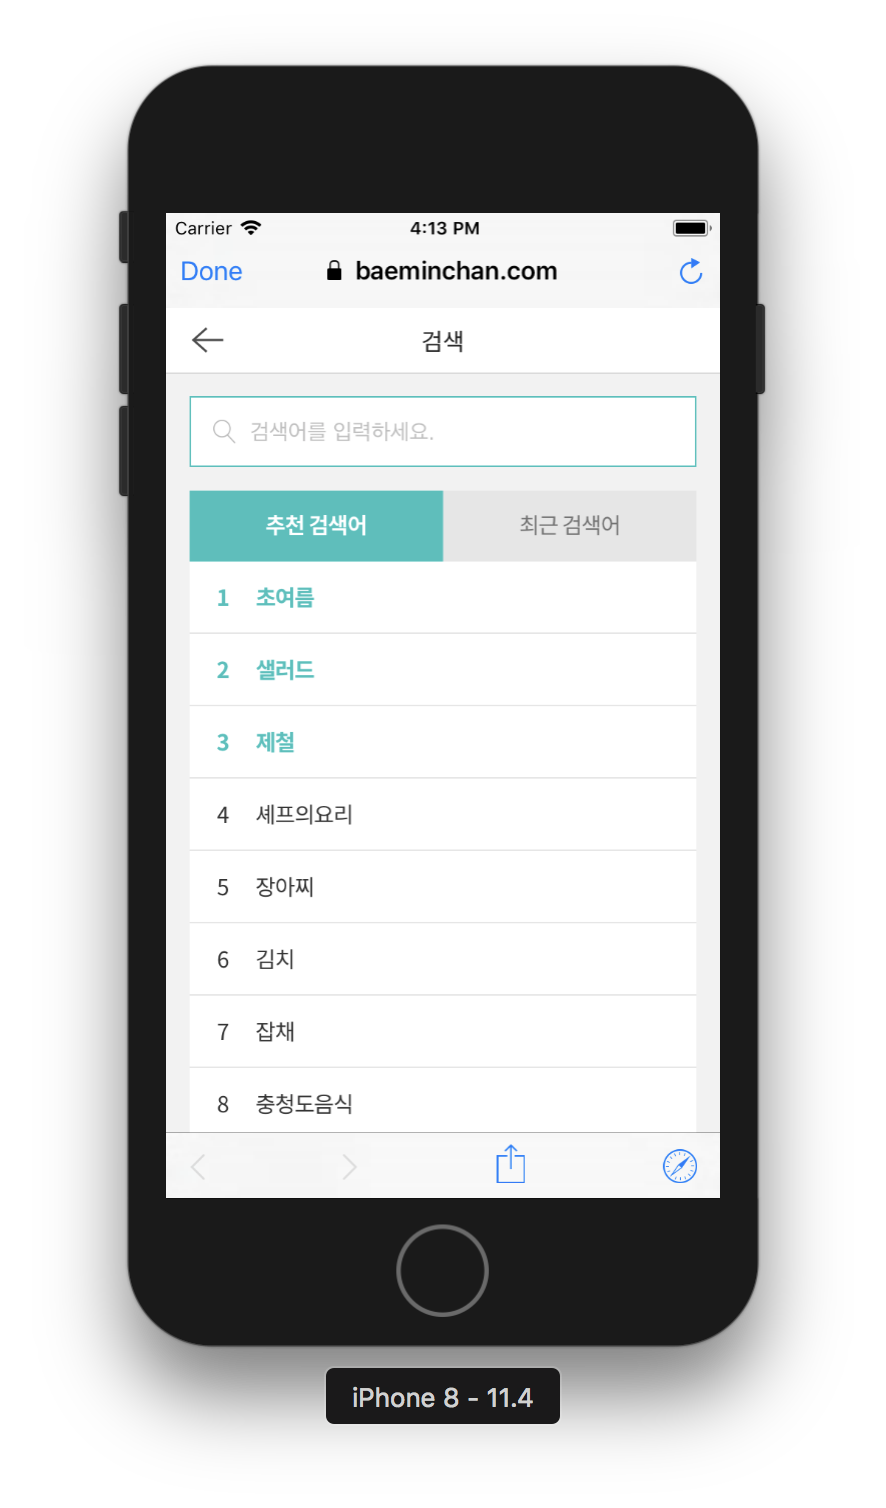 Carrier 4:13 PM
Done baeminchan.com
검색
검색어를 입력하세요.
추천 검색어 최근 검색어
1 초여름
2 샐러드
3 제철
4 셰프의요리
5 장아찌
6 김치
7 잡채
8 충청도음식
iPhone 8 - 11.4